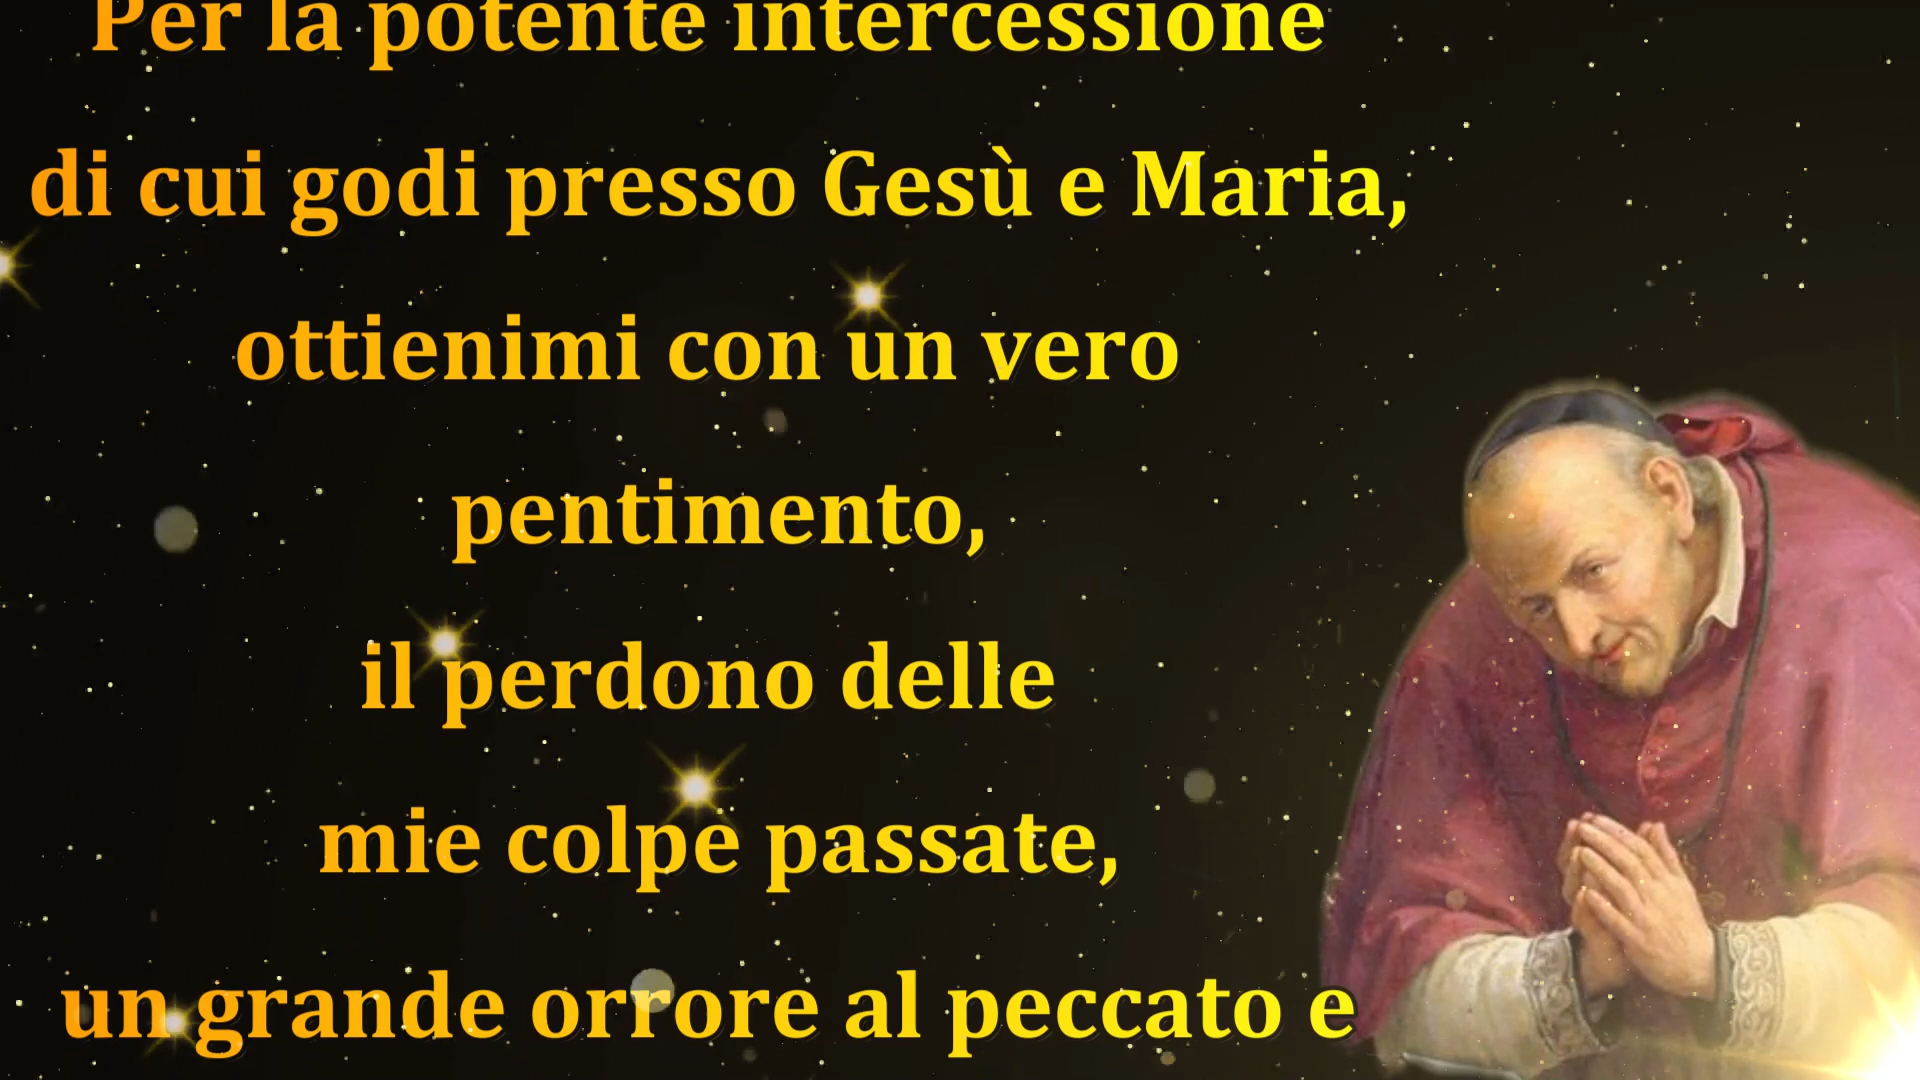 Per la potente intercessione
di cui godi presso Gesù e Maria,
ottienimi con un vero
pentimento,
il perdono delle
mie colpe passate,
un grande orrore al peccato e